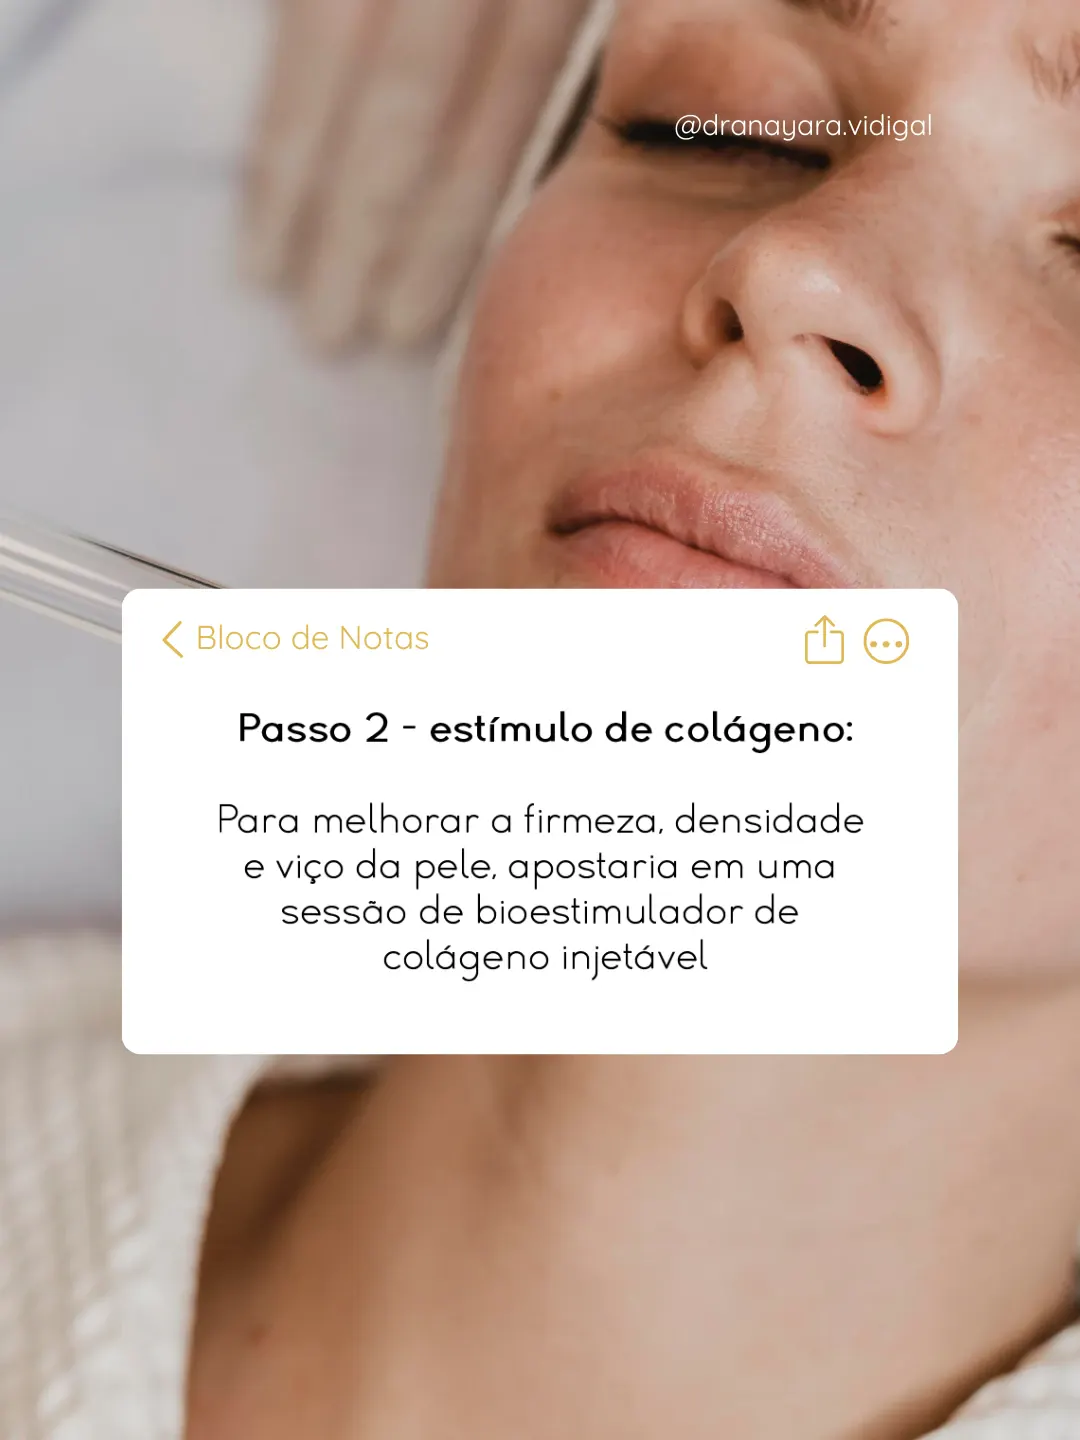 @dranayara.vidigal
Bloco de Notas
Passo 2 - estímulo de colágeno:
Para melhorar a firmeza, densidade
e viço da pele, apostaria em uma
sessão de bioestimulador de
colágeno injetável